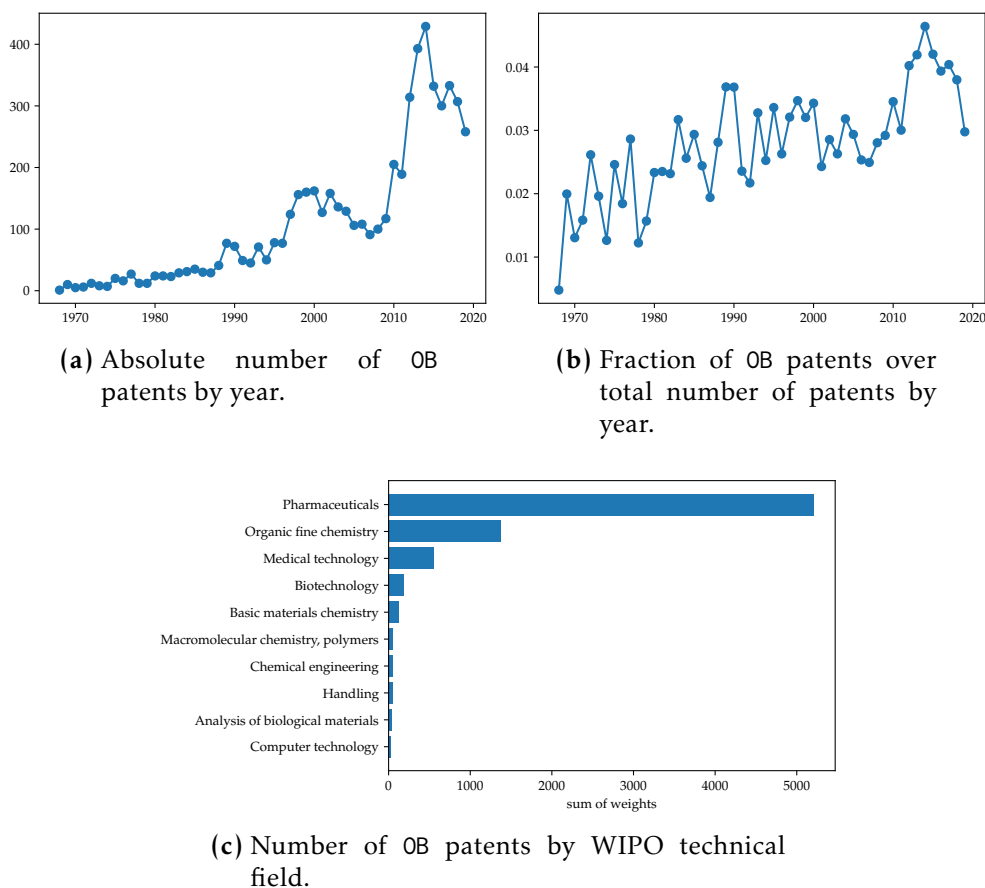 400
300
200
100
0
1970 1980 1990 2000 2010 2020
(a) Absolute number of OB
patents by year.
0.04
0.03
0.02
0.01
1970 1980 1990 2000 2010 2020
(b) Fraction of OB patents over
total number of patents by
year.
Pharmaceuticals
Organic fine chemistry
Medical technology
Biotechnology
Basic materials chemistry
Macromolecular chemistry, polymers
Chemical engineering
Handling
Analysis of biological materials
Computer technology
0 1000 2000 3000 4000 5000
sum of weights
(c) Number of OB patents by WIPO technical
field.